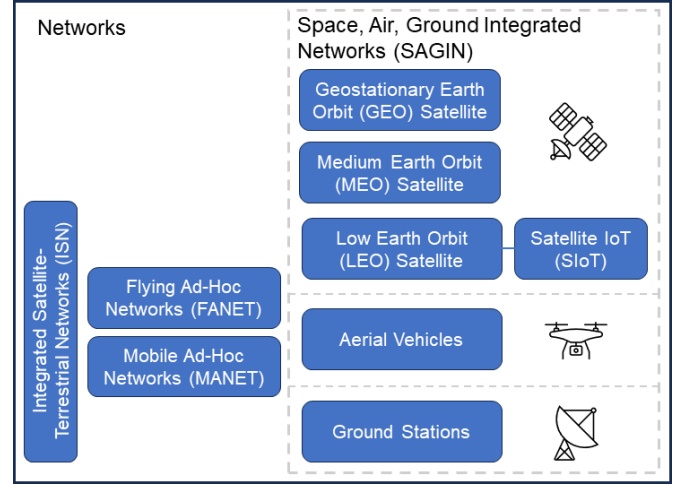 Networks
Space, Air, Ground Integrated
Networks (SAGIN)
Geostationary Earth
Orbit (GEO) Satellite
Medium Earth Orbit
(MEO) Satellite
Low Earth Orbit
(LEO) Satellite
Satellite IoT
(SIoT)
Integrated Satellite-
Terrestrial Networks (ISN)
Flying Ad-Hoc
Networks (FANET)
Mobile Ad-Hoc
Networks (MANET)
Aerial Vehicles
Ground Stations